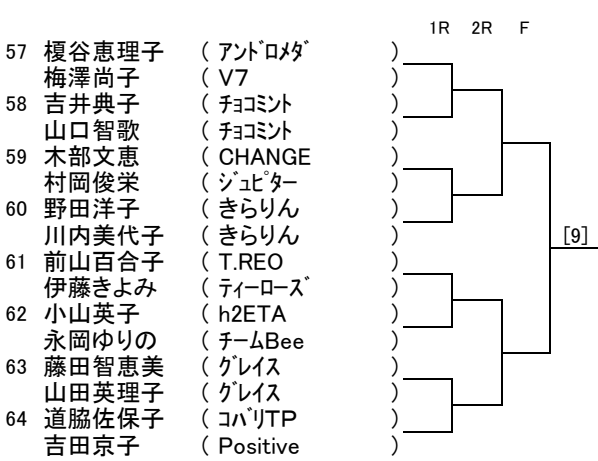 1R 2R F
57 榎谷恵理子 ( アンドロメダ )
梅澤尚子 ( V7 )
58 吉井典子 ( チョコミント )
山口智歌 ( チョコミント )
59 木部文恵 ( CHANGE )
村岡俊栄 ( ジュピター )
60 野田洋子 ( きらりん )
川内美代子 ( きらりん )
[9]
61 前山百合子 ( T.REO )
伊藤きよみ ( ティーローズ )
62 小山英子 ( h2ETA )
永岡ゆりの ( チームBee )
63 藤田智恵美 ( グレイス )
山田英理子 ( グレイス )
64 道脇佐保子 ( コバリTP )
吉田京子 ( Positive )